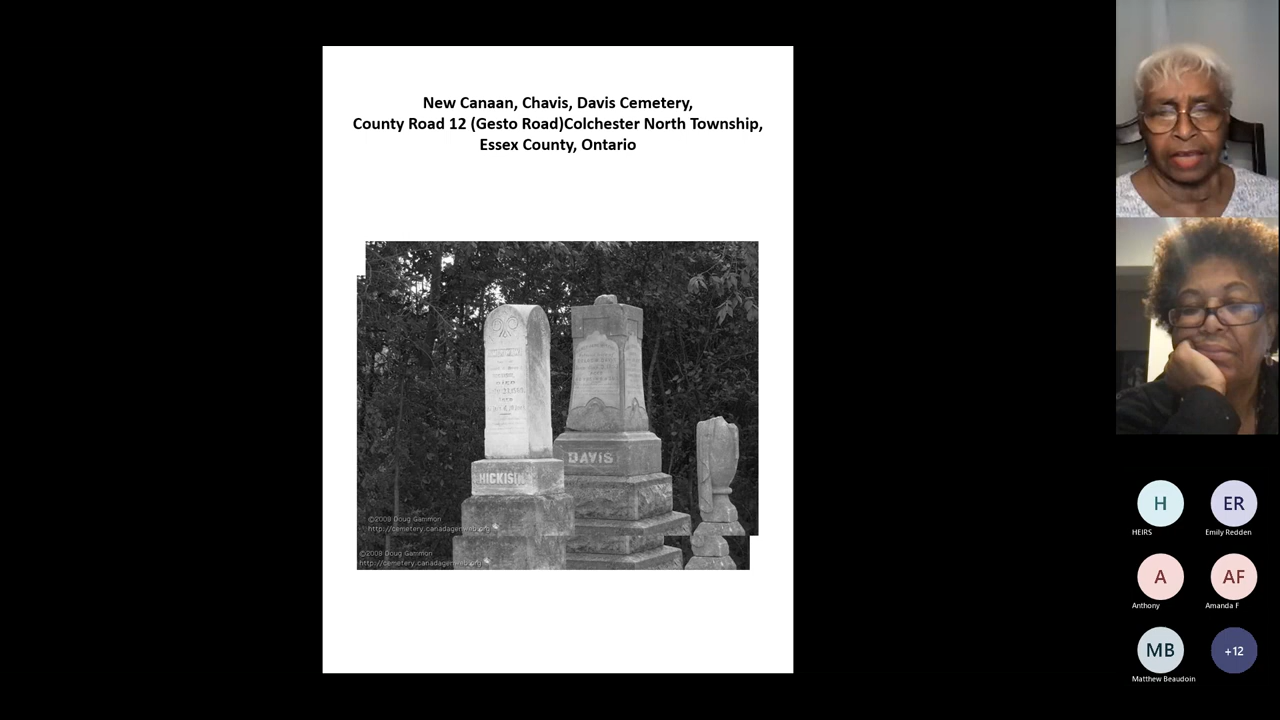 New Canaan, Chavis, Davis Cemetery,
County Road 12 (Gesto Road)Colchester North Township,
Essex County, Ontario
DAVIS
©2008 Doug Gammon
http://cemetery.canadagenweb.org
©2008 Doug Gammon
http://cemetery.canadagenweb.org
H
HEIRS
ER
Emily Redden
A
Anthony
AF
Amanda F
MB
Matthew Beaudoin
+12